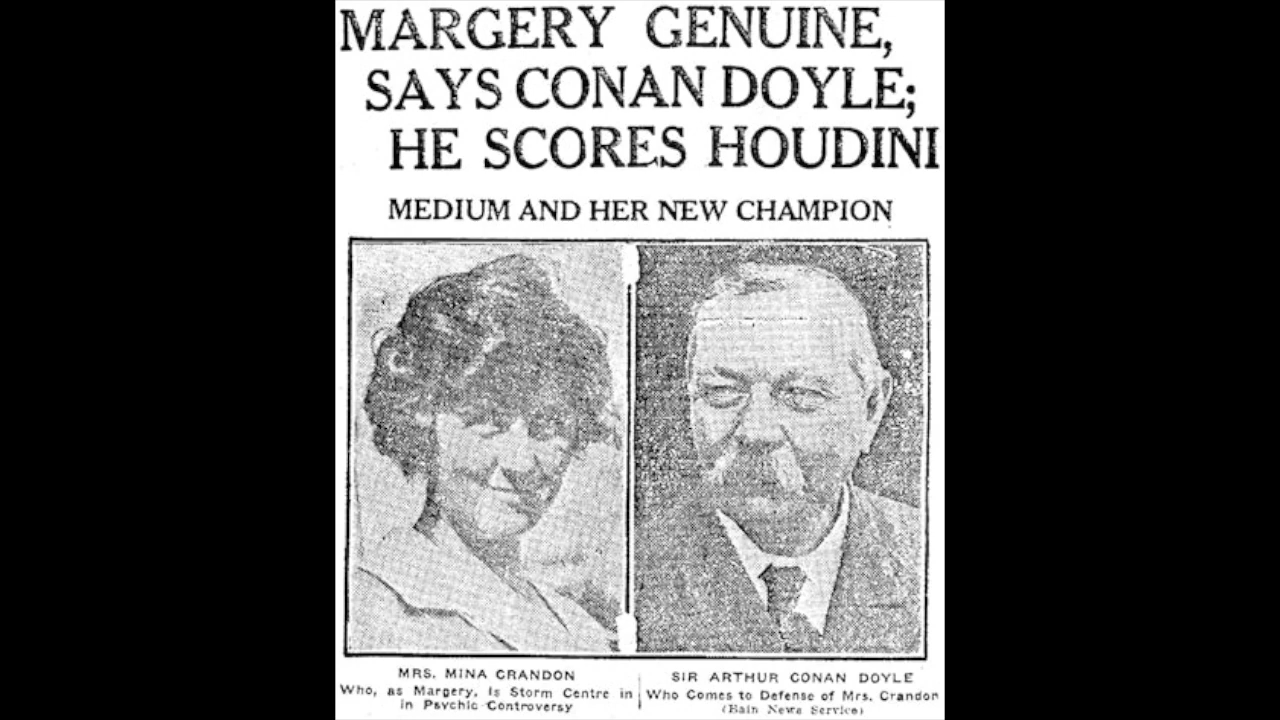 MARGERY GENUINE,
SAYS CONAN DOYLE;
HE SCORES HOUDINI
MEDIUM AND HER NEW CHAMPION
MRS. MINA CRANDON
Who, as Margery, is Storm Centre in
in Psychic Controversy
SIR ARTHUR CONAN DOYLE
Who Comes to Defense of Mrs. Crandon
(Bain News Service)